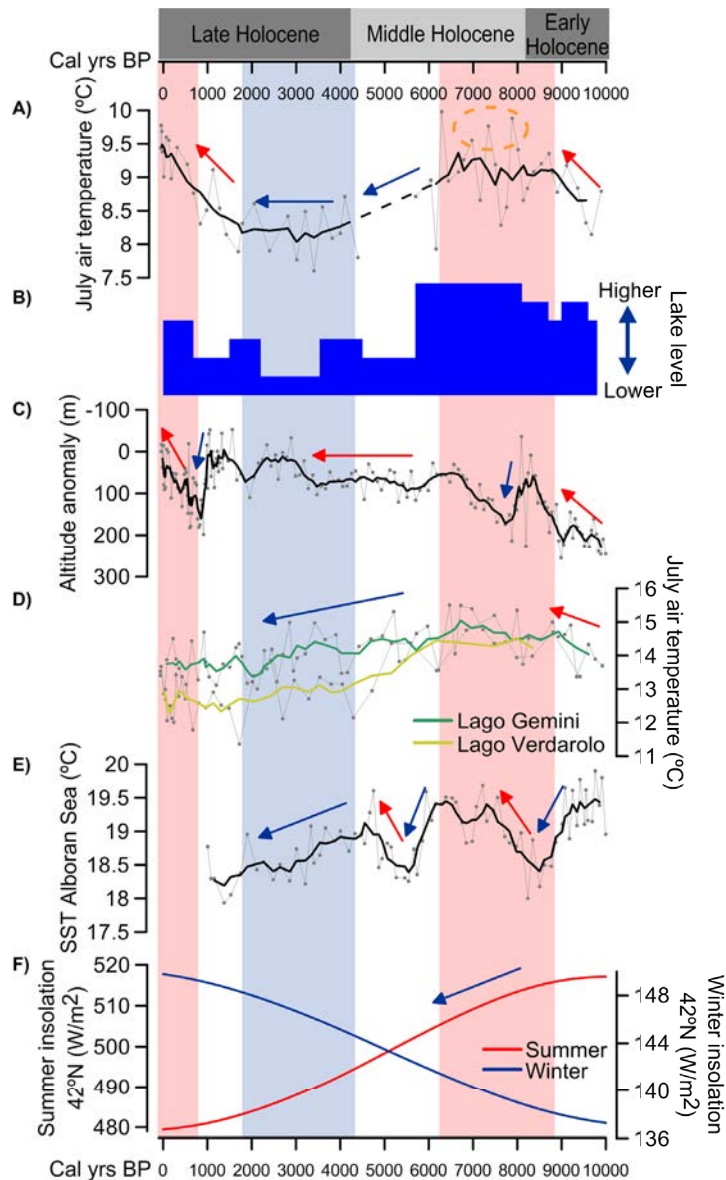 Late Holocene
Middle Holocene
Early
Holocene
Cal yrs BP
0 1000 2000 3000 4000 5000 6000 7000 8000 9000 10000
A)
July air temperature (ºC)
10
9.5
9
8.5
8
7.5
B)
Higher
Lower
Lake level
C)
Altitude anomaly (m)
-100
0
100
200
300
D)
July air temperature (ºC)
16
15
14
13
12
11
Lago Gemini
Lago Verdarolo
E)
SST Alboran Sea (ºC)
20
19.5
19
18.5
18
17.5
F)
Summer insolation
42ºN (W/m2)
520
510
500
490
480
Winter insolation
42ºN (W/m2)
148
144
140
136
Summer
Winter
Cal yrs BP
0 1000 2000 3000 4000 5000 6000 7000 8000 9000 10000